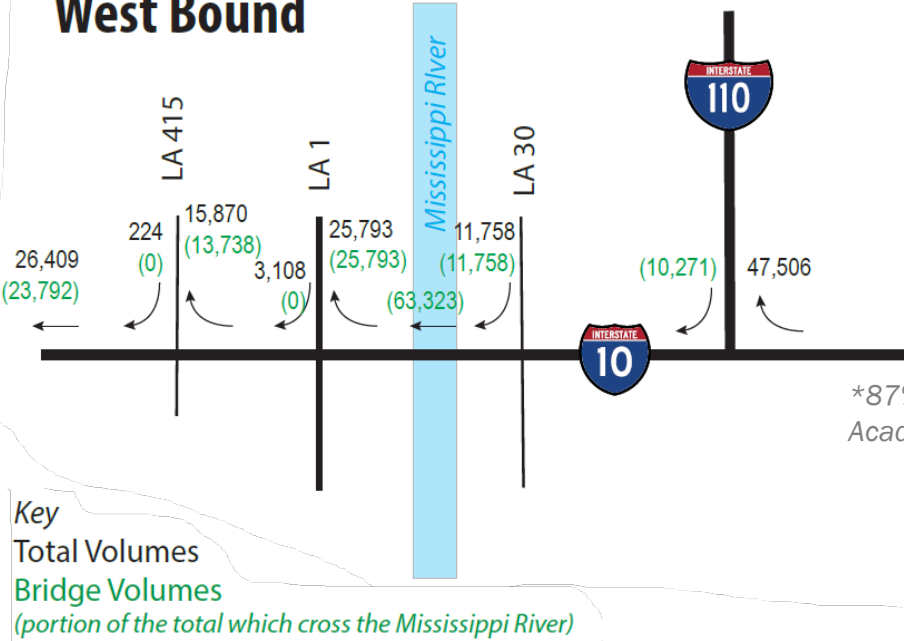 West Bound
Mississippi RIver
INTERSTATE
110
LA 415
LA 1
LA 30
15,870
(13,738)
224
(0)
26,409
(23,792)
3,108
(0)
25,793
(25,793)
11,758
(11,758)
(63,323)
(10,271)
47,506
INTERSTATE
10
*879
Acad
Key
Total Volumes
Bridge Volumes
(portion of the total which cross the Mississippi River)